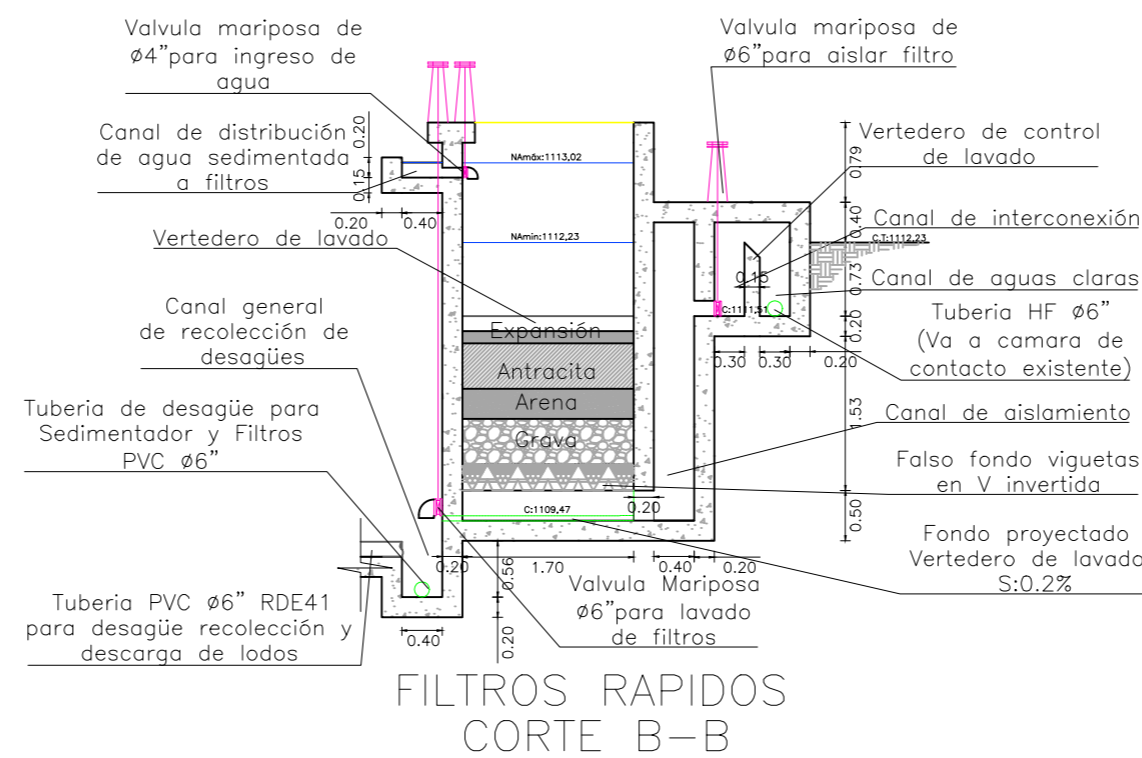 Valvula mariposa de
ø4"para ingreso de
agua
Valvula mariposa de
ø6"para aislar filtro
Canal de distribución
de agua sedimentada
a filtros
0.20
0.15
0.20
0.40
NAmáx:1113,02
Vertedero de control
de lavado
0.79
Canal de interconexión
0.40
C.T:1112,23
Vertedero de lavado
NAmin:1112,23
0.15
Canal de aguas claras
0.73
Canal general
de recolección de
desagües
C:1111,51
Tuberia HF ø6"
(Va a camara de
contacto existente)
0.20
0.30
0.30
0.20
Expansión
Antracita
Arena
Grava
Canal de aislamiento
1.53
Tuberia de desagüe para
Sedimentador y Filtros
PVC ø6"
Falso fondo viguetas
en V invertida
0.20
C:1109,47
0.50
Fondo proyectado
Vertedero de lavado
S:0.2%
0.20
1.70
0.40
0.20
0.56
Valvula Mariposa
ø6"para lavado
de filtros
Tuberia PVC ø6" RDE41
para desagüe recolección y
descarga de lodos
0.40
0.20
FILTROS RAPIDOS
CORTE B-B